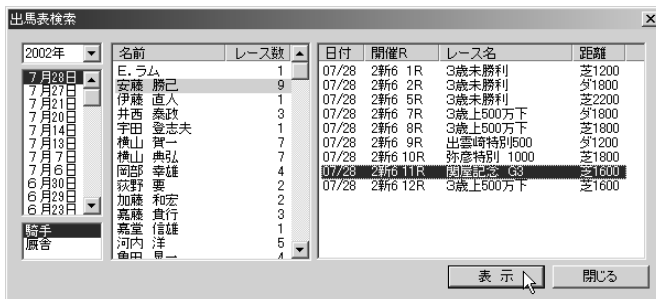 出馬表検索
2002年
7月28日
7月27日
7月21日
7月20日
7月14日
7月13日
7月7日
7月6日
6月30日
6月29日
6月23日
騎手
厩舎
名前 レース数
E.ラム 1
安藤 勝己 9
伊藤 直人 1
井西 泰政 3
宇田 登志夫 1
横山 賀一 7
横山 典弘 7
岡部 幸雄 4
荻野 要 2
加藤 和宏 2
嘉藤 貴行 3
嘉堂 信雄 1
河内 洋 5
亀田 晃一 4
日付 開催R レース名 距離
07/28 2新6 1R 3歳未勝利 芝1200
07/28 2新6 2R 3歳未勝利 ダ1800
07/28 2新6 5R 3歳未勝利 芝2200
07/28 2新6 7R 3歳上500万下 ダ1800
07/28 2新6 8R 3歳上500万下 芝1800
07/28 2新6 9R 出雲崎特別500 ダ1200
07/28 2新6 10R 弥彦特別 1000 芝1800
07/28 2新6 11R 関屋記念 G3 芝1600
07/28 2新6 12R 3歳上500万下 芝1600
表示
閉じる